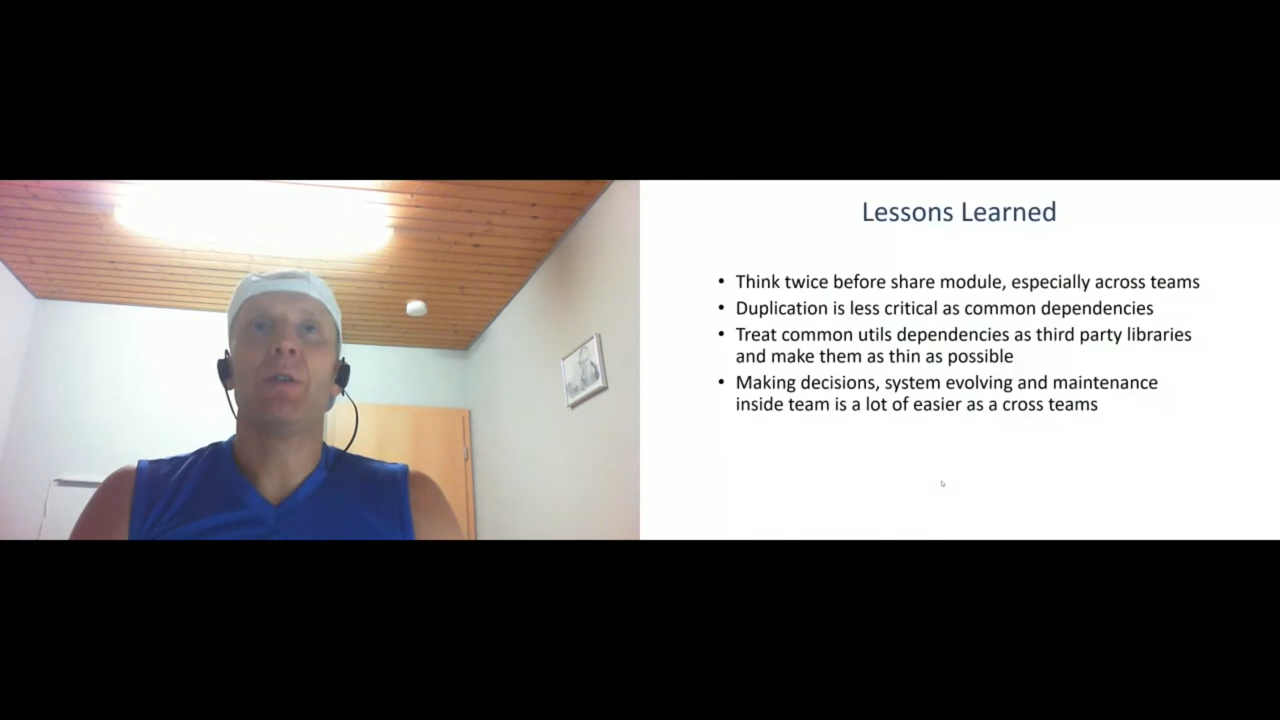 Lessons Learned
• Think twice before share module, especially across teams
• Duplication is less critical as common dependencies
• Treat common utils dependencies as third party libraries
and make them as thin as possible
• Making decisions, system evolving and maintenance
inside team is a lot of easier as a cross teams